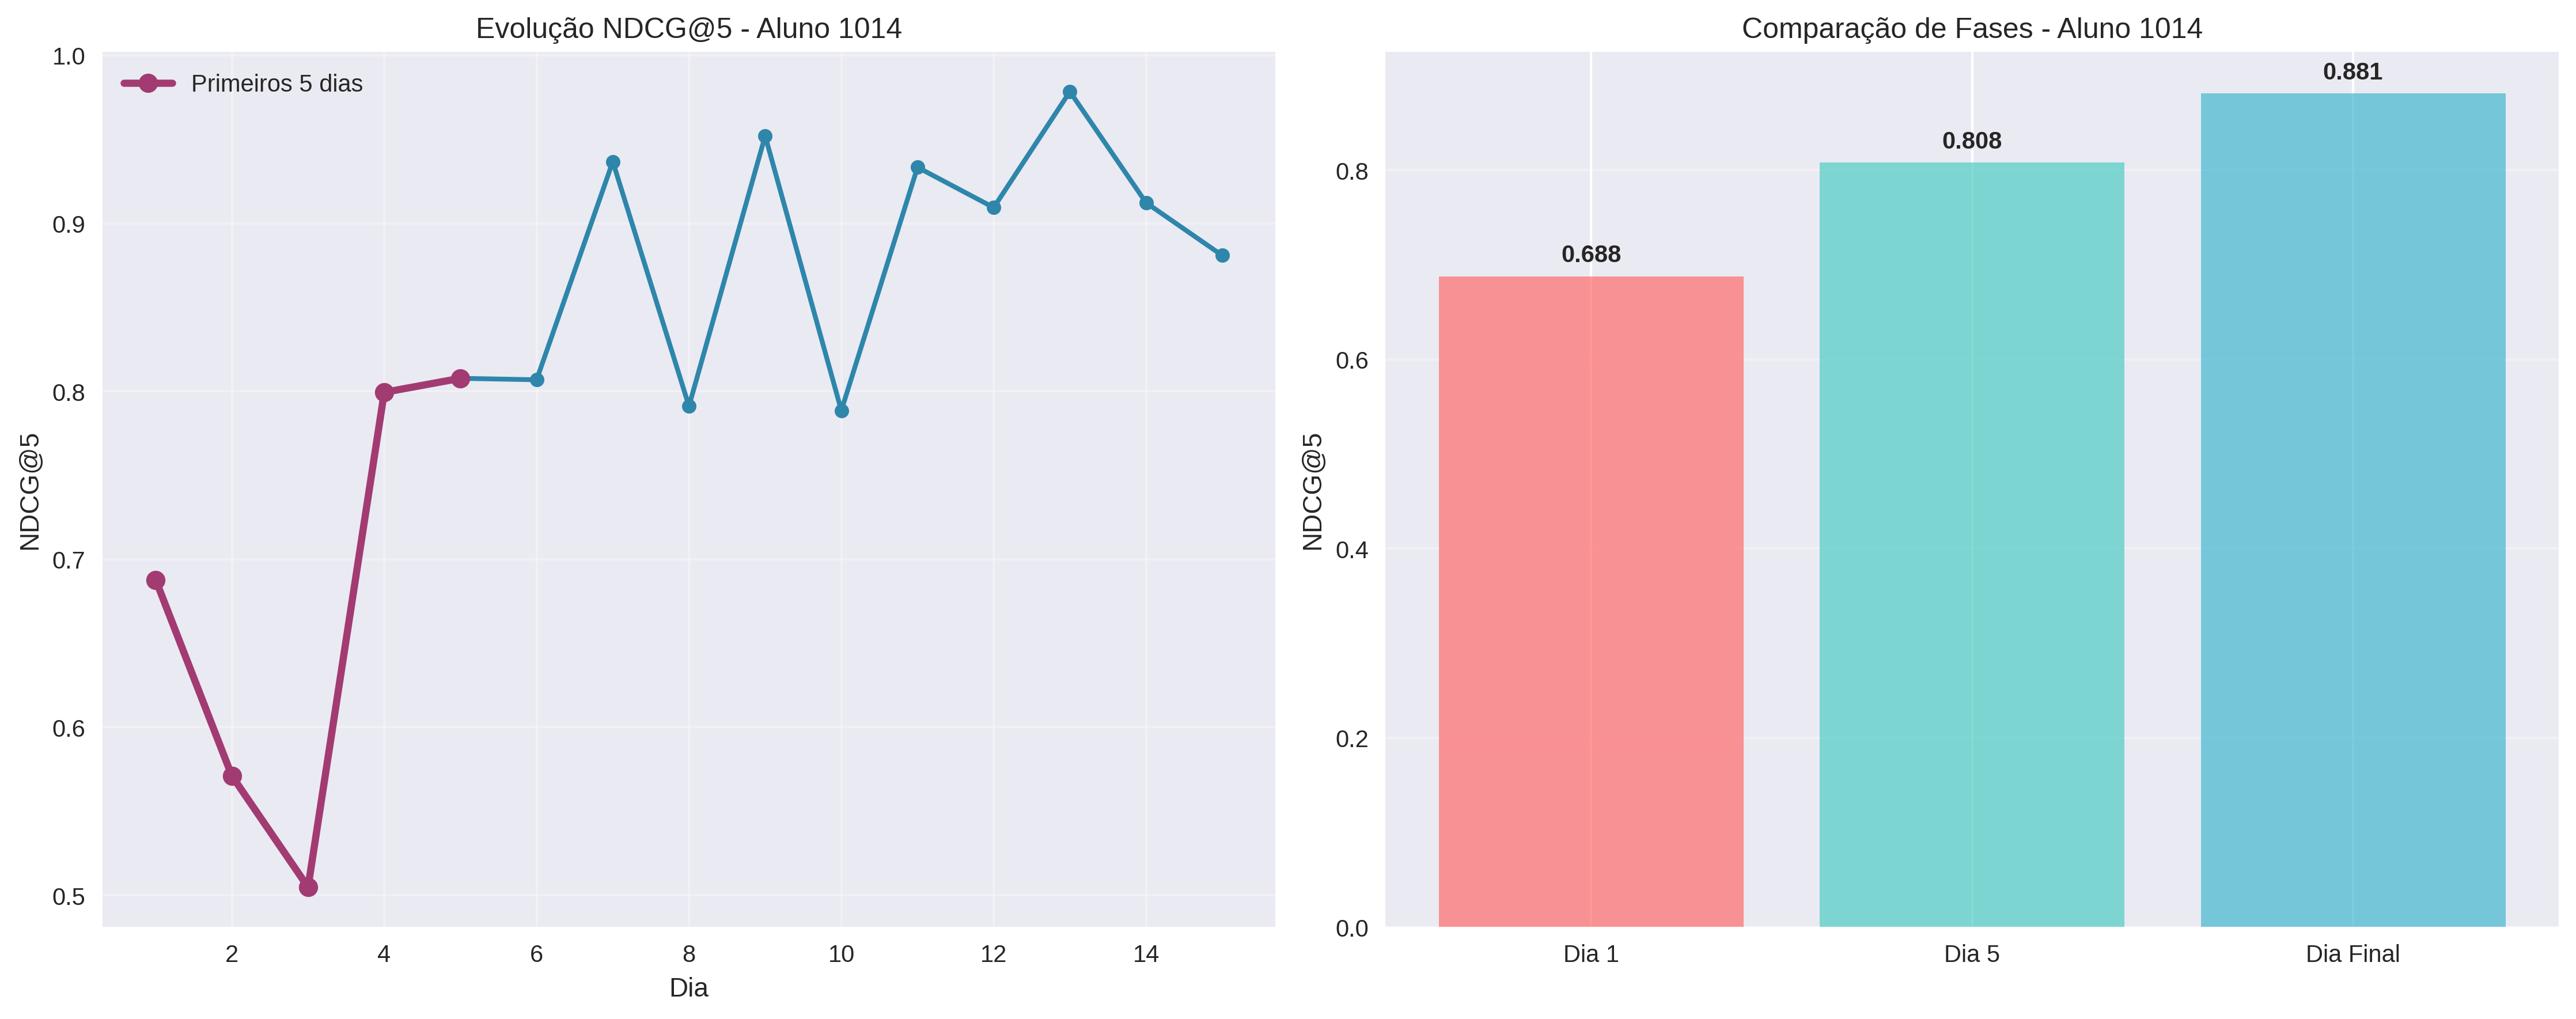 Evolução NDCG@5 - Aluno 1014
Primeiros 5 dias
1.0
0.9
0.8
0.7
0.6
0.5
NDCG@5
2 4 6 8 10 12 14
Dia
Comparação de Fases - Aluno 1014
0.688
0.808
0.881
0.8
0.6
0.4
0.2
0.0
NDCG@5
Dia 1 Dia 5 Dia Final